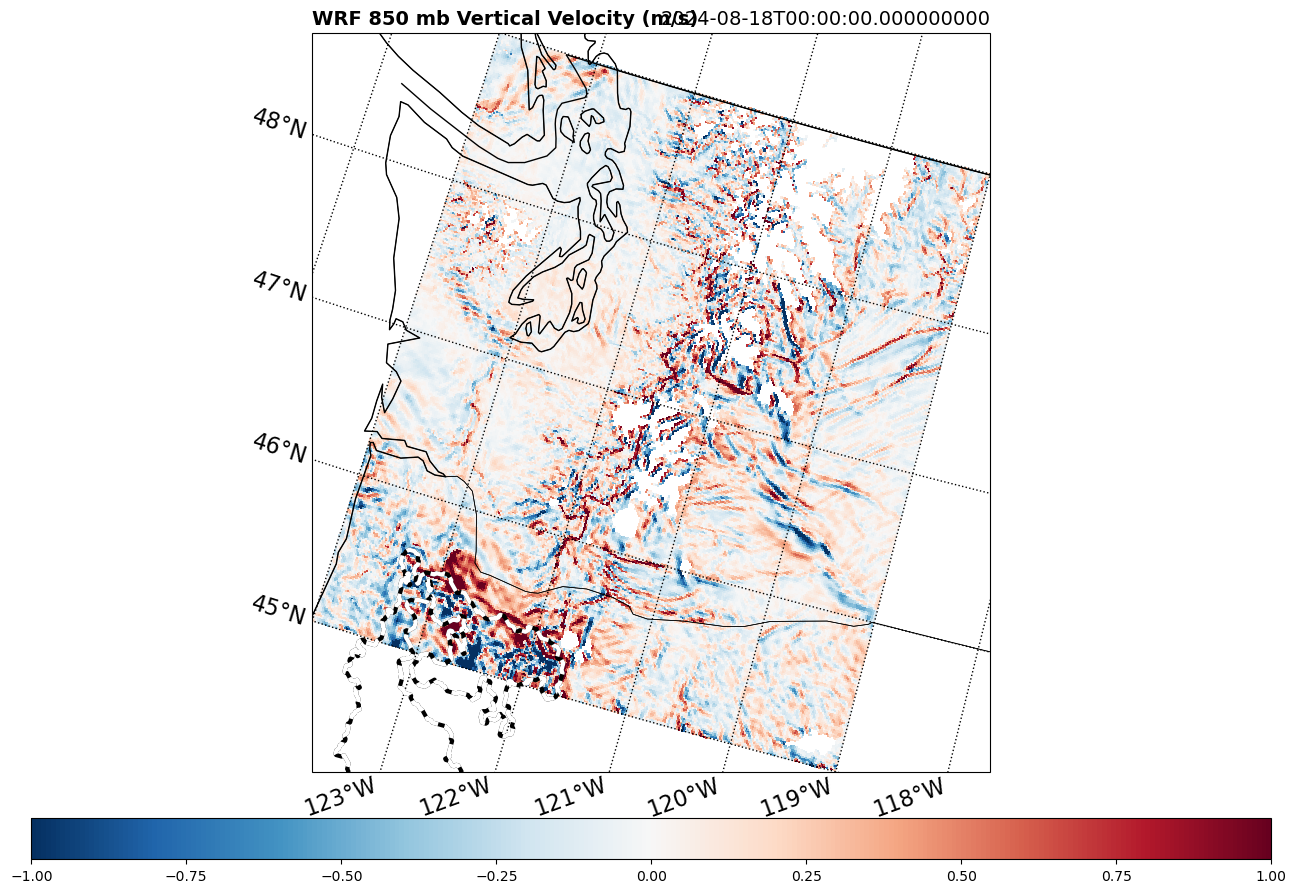 WRF 850 mb Vertical Velocity (m/s)
2024-08-18T00:00:00.000000000
48°N
47°N
46°N
45°N
123°W 122°W 121°W 120°W 119°W 118°W
−1.00 −0.75 −0.50 −0.25 0.00 0.25 0.50 0.75 1.00